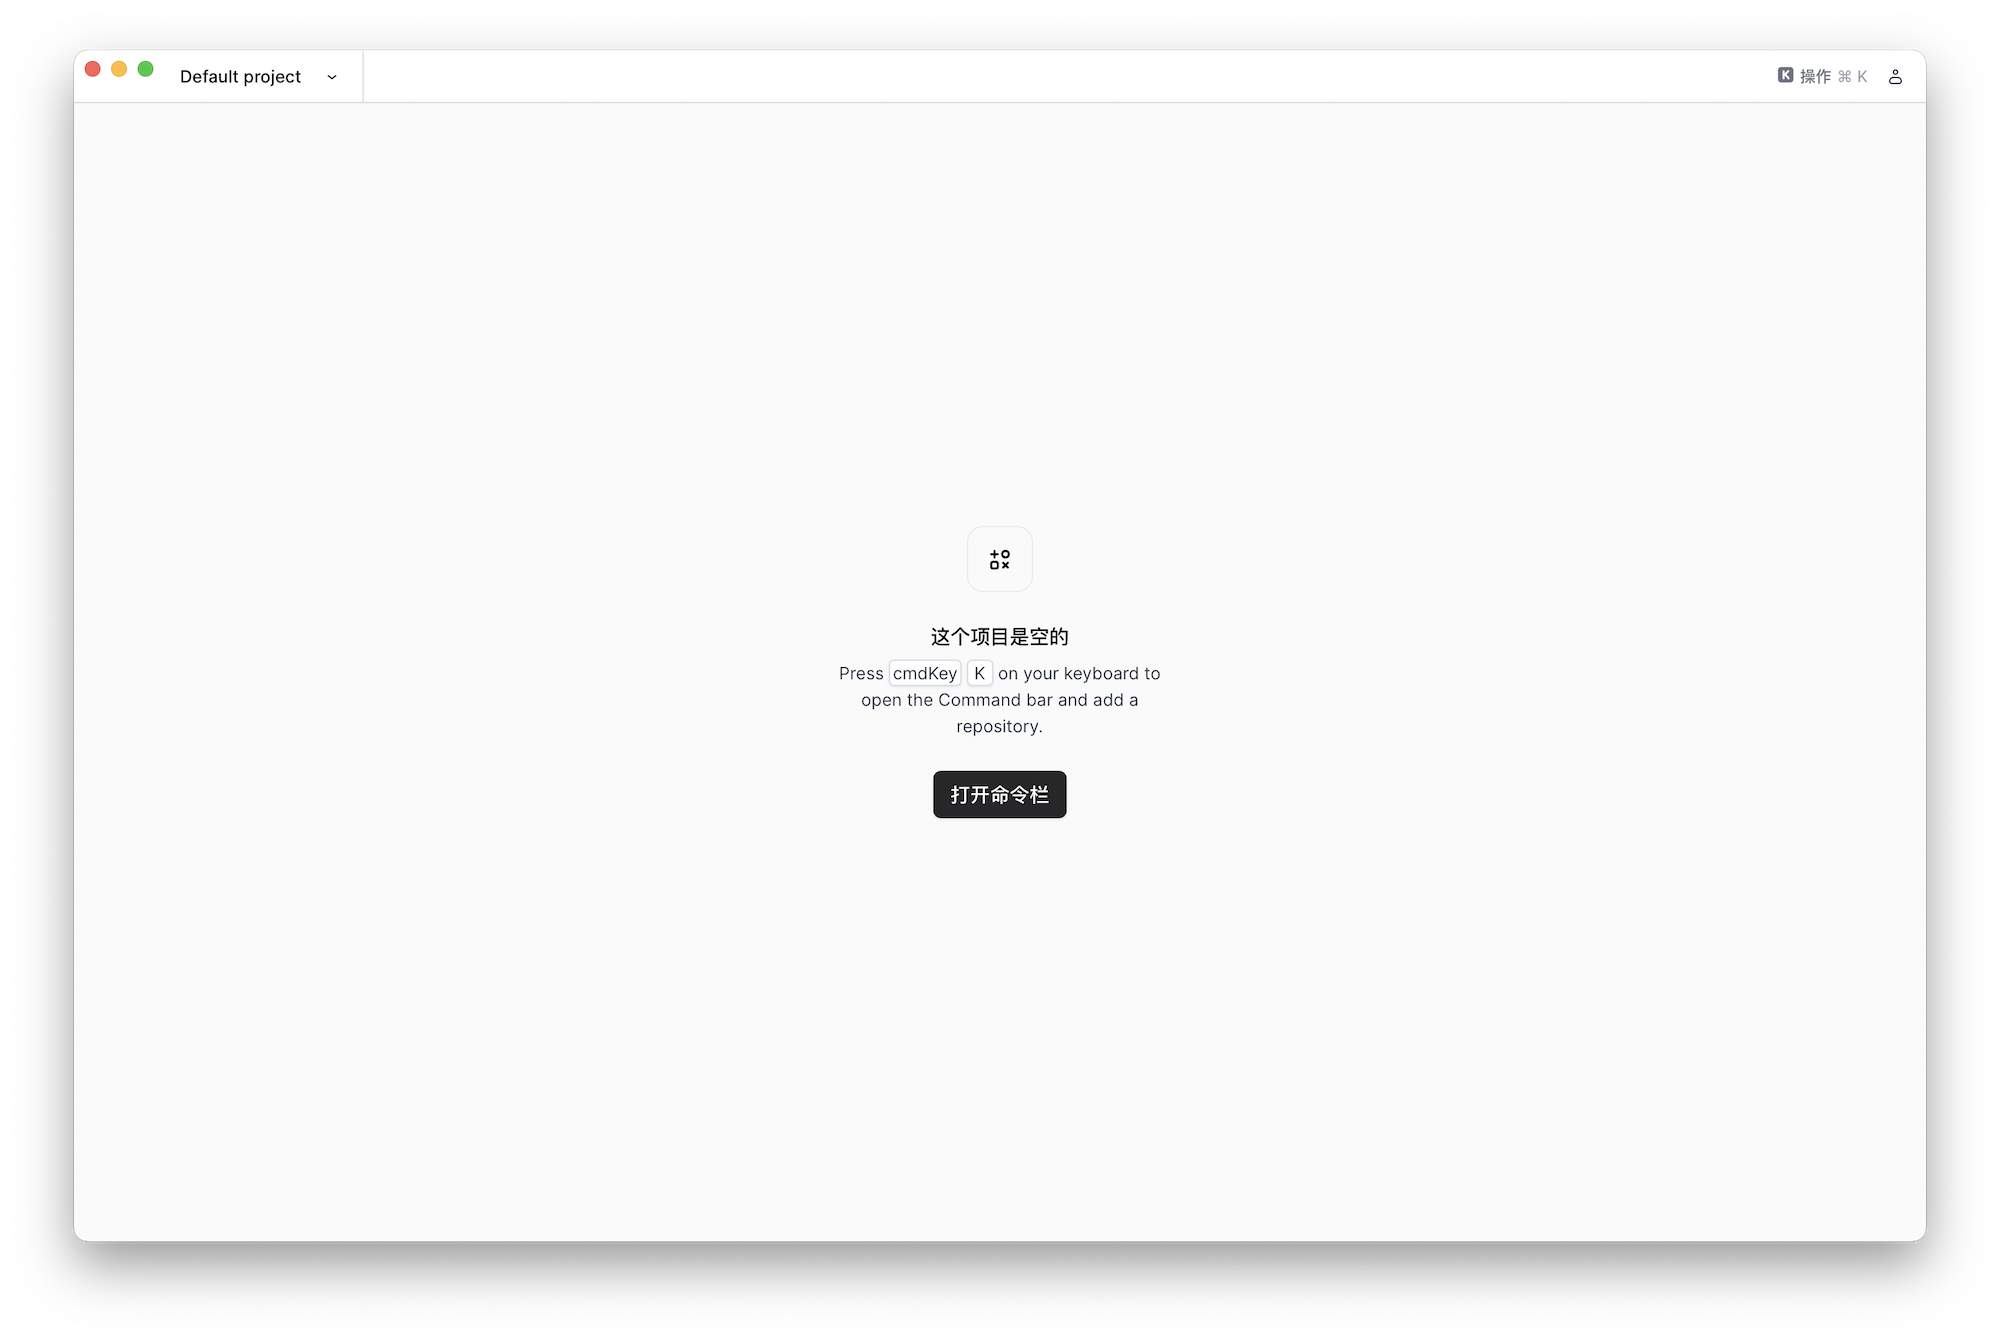 Default project
K 操作 ⌘ K
这个项目是空的
Press cmdKey K on your keyboard to
open the Command bar and add a
repository.
打开命令栏